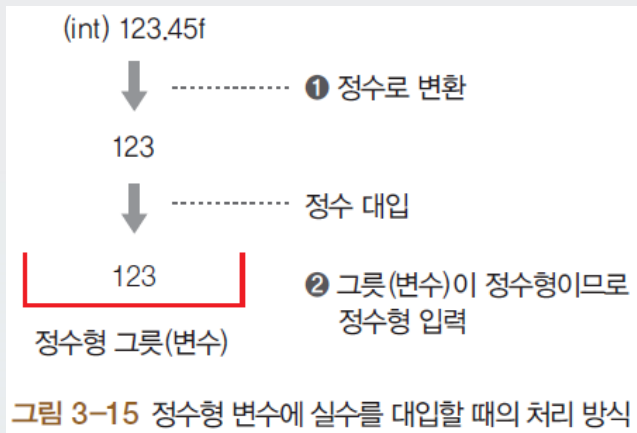 (int) 123.45f
❶ 정수로 변환
123
정수 대입
123
❷ 그릇(변수)이 정수형이므로
정수형 입력
정수형 그릇(변수)
그림 3-15 정수형 변수에 실수를 대입할 때의 처리 방식